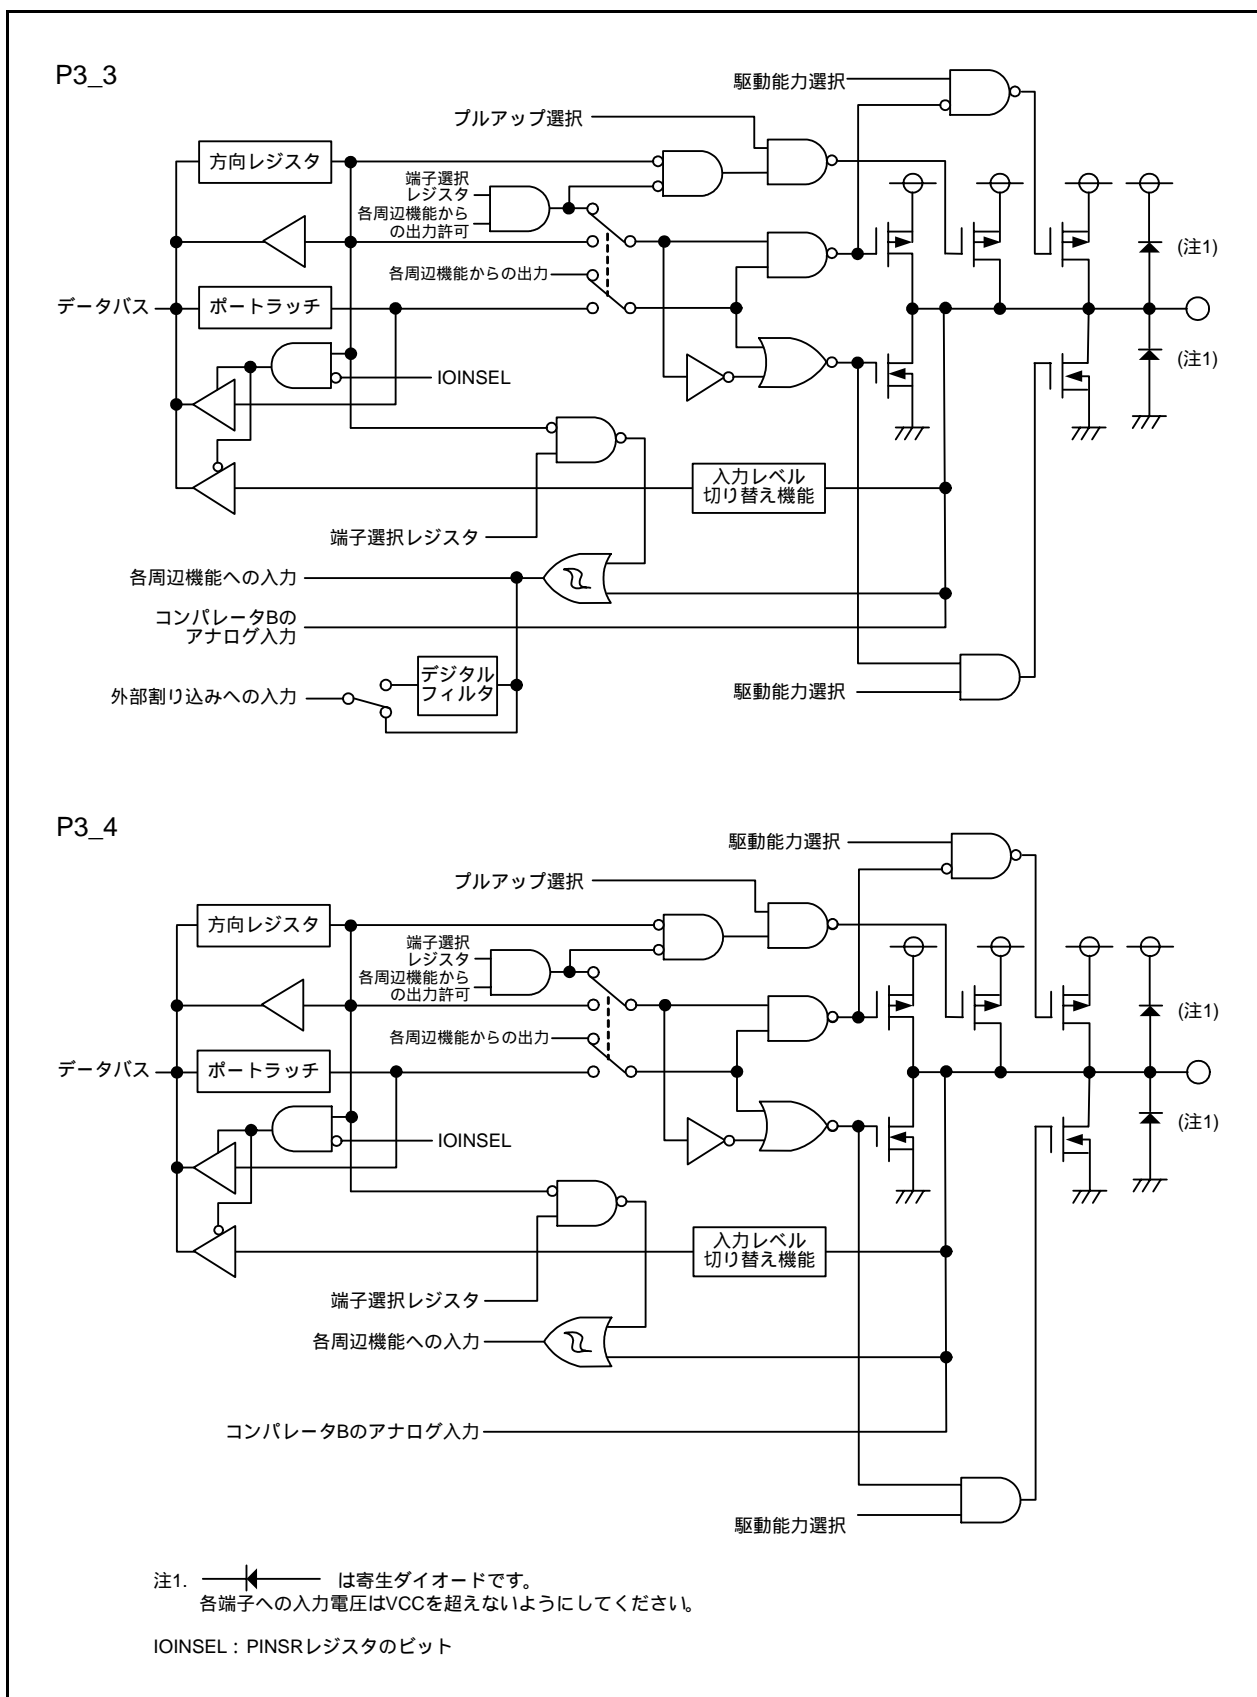 P3_3
駆動能力選択
プルアップ選択
方向レジスタ
端子選択
レジスタ
各周辺機能から
の出力許可
(注1)
各周辺機能からの出力
データバス
ポートラッチ
(注1)
IOINSEL
入力レベル
切り替え機能
端子選択レジスタ
各周辺機能への入力
コンパレータBの
アナログ入力
デジタル
フィルタ
外部割り込みへの入力
駆動能力選択
P3_4
駆動能力選択
プルアップ選択
方向レジスタ
端子選択
レジスタ
各周辺機能から
の出力許可
(注1)
各周辺機能からの出力
データバス
ポートラッチ
(注1)
IOINSEL
入力レベル
切り替え機能
端子選択レジスタ
各周辺機能への入力
コンパレータBのアナログ入力
駆動能力選択
注1. は寄生ダイオードです。
各端子への入力電圧はVCCを超えないようにしてください。
IOINSEL：PINSRレジスタのビット